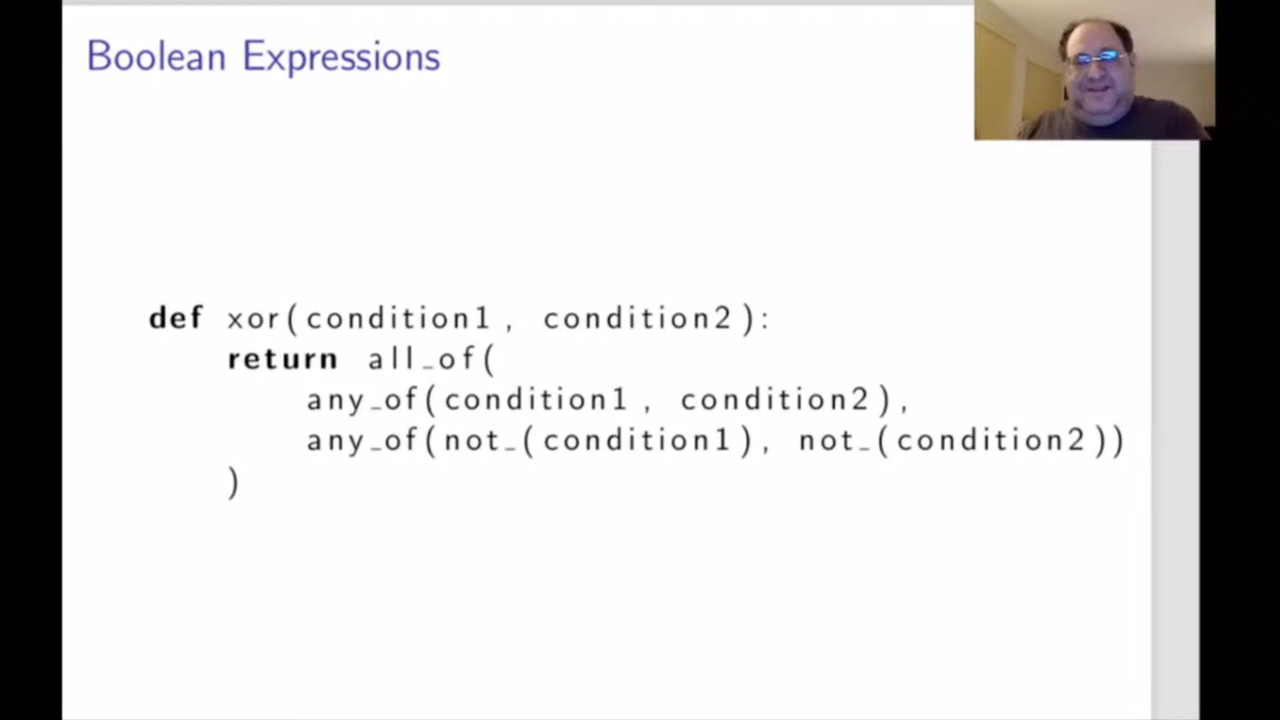 Boolean Expressions
def xor(condition1, condition2):
return all_of(
any_of(condition1, condition2),
any_of(not_(condition1), not_(condition2))
)